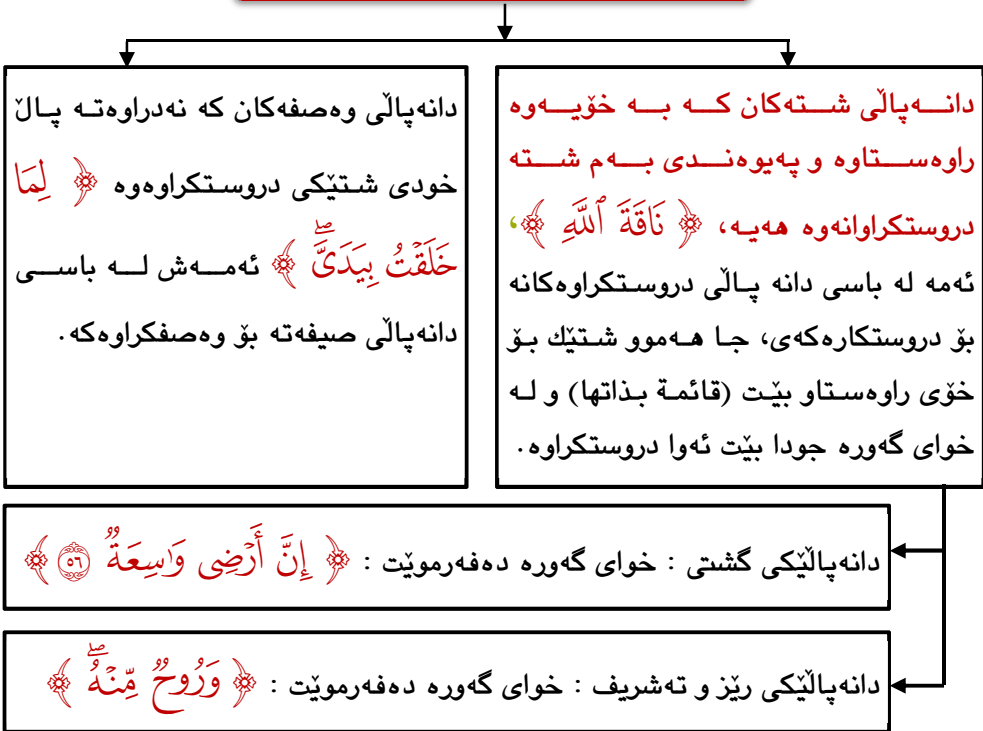 دانەپاڵی شتەکان کە بە خۆیەوە
راوەستاوە و پەیوەندی بەم شتە
دروستکراوانەوە هەیە، ﴿ نَاقَةَ ٱللَّهِ ﴾،
ئەمە لە باسی دانە پاڵی دروستکراوەکانە
بۆ دروستکارەکەی، جا هەموو شتێك بۆ
خۆی راوەستاو بێت (قائمة بذاتها) و لە
خوای گەورە جودا بێت ئەوا دروستکراوە.
دانەپاڵی وەصفەکان کە نەدراوەتە پاڵ
خودی شتێکی دروستکراوەوە ﴿ لِمَا
خَلَقۡتُ بِيَدَيَّۖ ﴾ ئەمەش لە باسی
دانەپاڵی صیفەتە بۆ وەصفکراوەکە.
دانەپاڵێکی گشتی : خوای گەورە دەفەرموێت : ﴿ إِنَّ أَرۡضِي وَٰسِعَةٞ ٥٦ ﴾
دانەپاڵێکی رێز و تەشریف : خوای گەورە دەفەرموێت : ﴿ وَرُوحٞ مِّنۡهُۖ ﴾